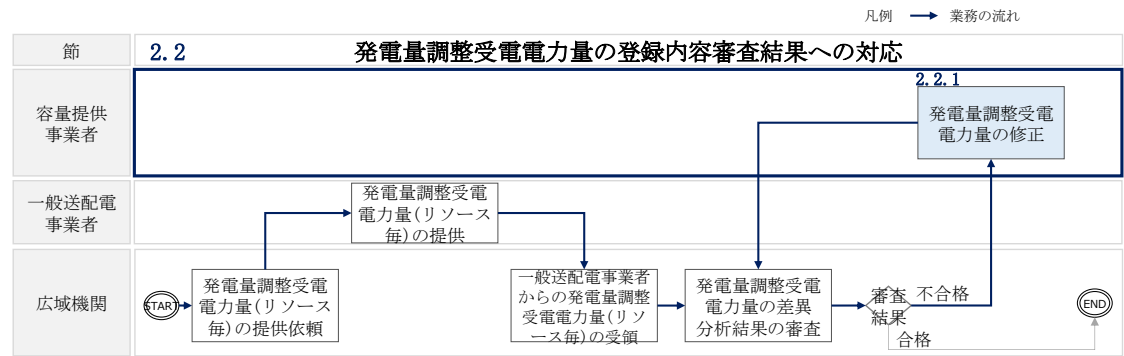 凡例 業務の流れ
節
2.2 発電量調整受電電力量の登録内容審査結果への対応
容量提供
事業者
2.2.1
発電量調整受電
電力量の修正
一般送配電
事業者
発電量調整受電
電力量(リソース
毎)の提供
広域機関
START
発電量調整受電
電力量(リソース
毎)の提供依頼
一般送配電事業者
からの発電量調整
受電電力量(リソ
ース毎)の受領
発電量調整受電
電力量の差異
分析結果の審査
審査
結果
不合格
合格
END